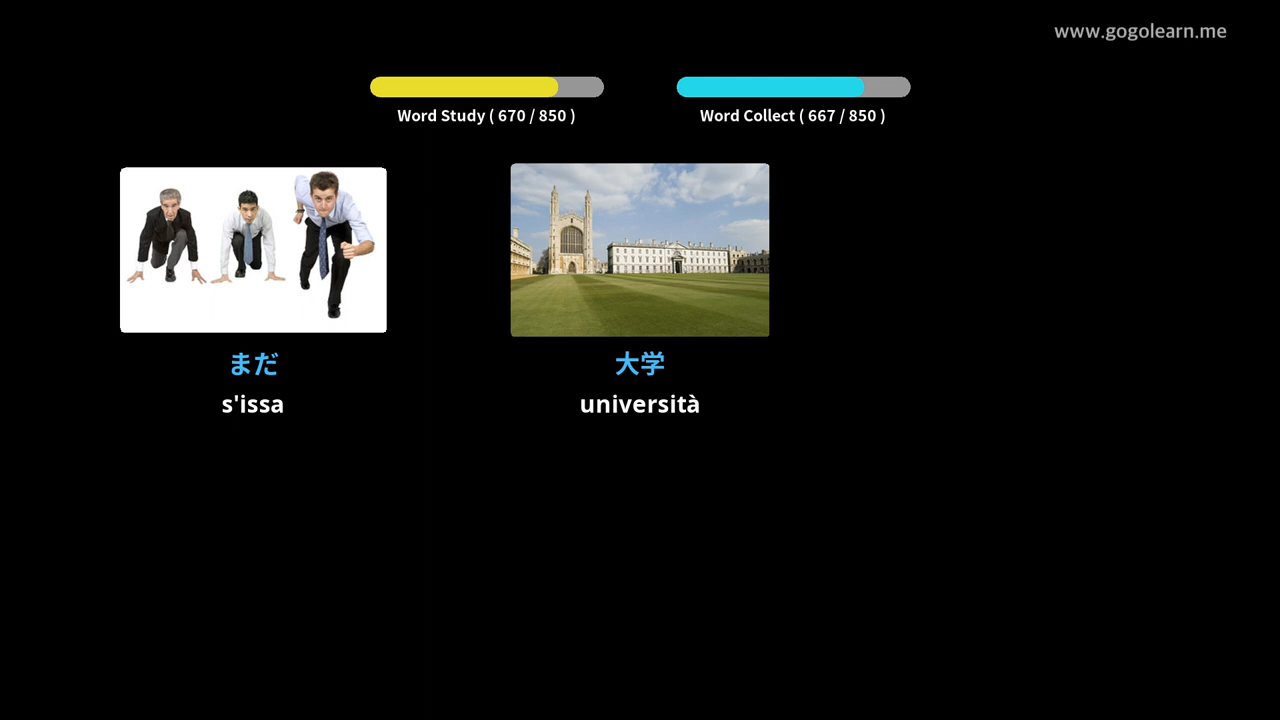 www.gogolearn.me
Word Study ( 670 / 850 )
Word Collect ( 667 / 850 )
まだ
s'issa
大学
università